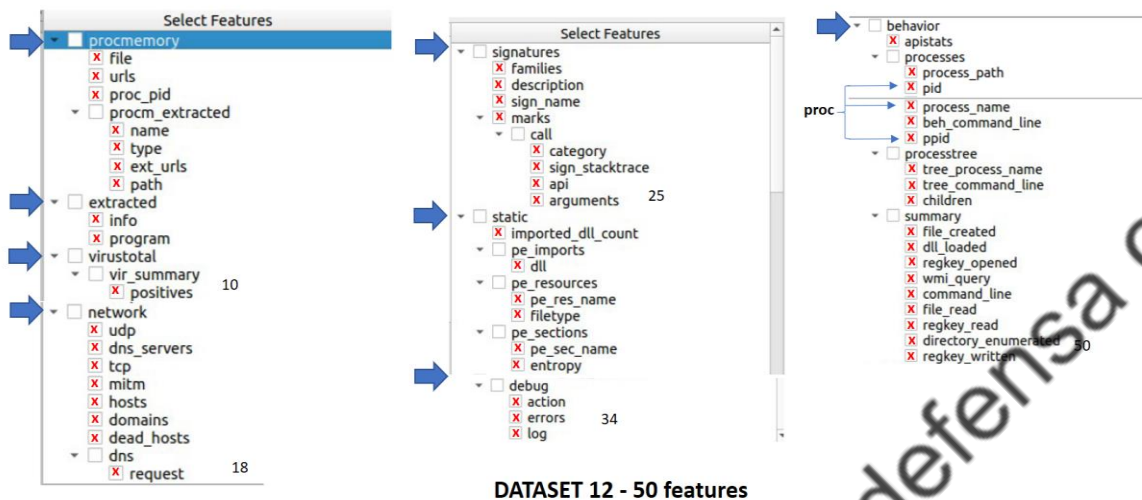 Select Features
procmemory
X file
X urls
X proc_pid
procm_extracted
X name
X type
X ext_urls
X path
extracted
X info
X program
virustotal
vir_summary
X positives 10
network
X udp
X dns_servers
X tcp
X mitm
X hosts
X domains
X dead_hosts
dns
X request 18
Select Features
signatures
X families
X description
X sign_name
X marks
call
X category
X sign_stacktrace
X api
X arguments 25
static
X imported_dll_count
pe_imports
X dll
pe_resources
X pe_res_name
X filetype
pe_sections
X pe_sec_name
X entropy
debug
X action
X errors 34
X log
behavior
X apistats
processes
X process_path
X pid
proc
X process_name
X beh_command_line
X ppid
processtree
X tree_process_name
X tree_command_line
X children
summary
X file_created
X dll_loaded
X regkey_opened
X wmi_query
X command_line
X file_read
X regkey_read
X directory_enumerated 50
X regkey_written
DATASET 12 - 50 features
defensa